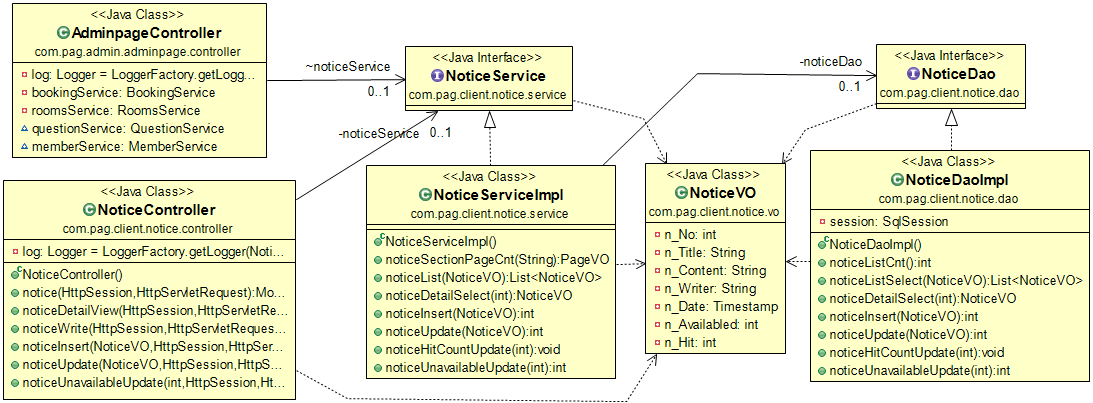 <<Java Class>>
AdminpageController
com.pag.admin.adminpage.controller
log: Logger = LoggerFactory.getLogg...
bookingService: BookingService
roomsService: RoomsService
questionService: QuestionService
memberService: MemberService
~noticeService
0..1
<<Java Interface>>
NoticeService
com.pag.client.notice.service
-noticeDao
0..1
<<Java Interface>>
NoticeDao
com.pag.client.notice.dao
-noticeService
0..1
<<Java Class>>
NoticeController
com.pag.client.notice.controller
log: Logger = LoggerFactory.getLogger(Noti...
NoticeController()
notice(HttpSession,HttpServletRequest):Mo...
noticeDetailView(HttpSession,HttpServletRe...
noticeWrite(HttpSession,HttpServletReques...
noticeInsert(NoticeVO,HttpSession,HttpSer...
noticeUpdate(NoticeVO,HttpSession,HttpS...
noticeUnavailableUpdate(int,HttpSession,Ht...
<<Java Class>>
NoticeServiceImpl
com.pag.client.notice.service
NoticeServiceImpl()
noticeSectionPageCnt(String):PageVO
noticeList(NoticeVO):List<NoticeVO>
noticeDetailSelect(int):NoticeVO
noticeInsert(NoticeVO):int
noticeUpdate(NoticeVO):int
noticeHitCountUpdate(int):void
noticeUnavailableUpdate(int):int
<<Java Class>>
NoticeVO
com.pag.client.notice.vo
n_No: int
n_Title: String
n_Content: String
n_Writer: String
n_Date: Timestamp
n_Availabled: int
n_Hit: int
<<Java Class>>
NoticeDaoImpl
com.pag.client.notice.dao
session: SqlSession
NoticeDaoImpl()
noticeListCnt():int
noticeListSelect(NoticeVO):List<NoticeVO>
noticeDetailSelect(int):NoticeVO
noticeInsert(NoticeVO):int
noticeUpdate(NoticeVO):int
noticeHitCountUpdate(int):void
noticeUnavailableUpdate(int):int